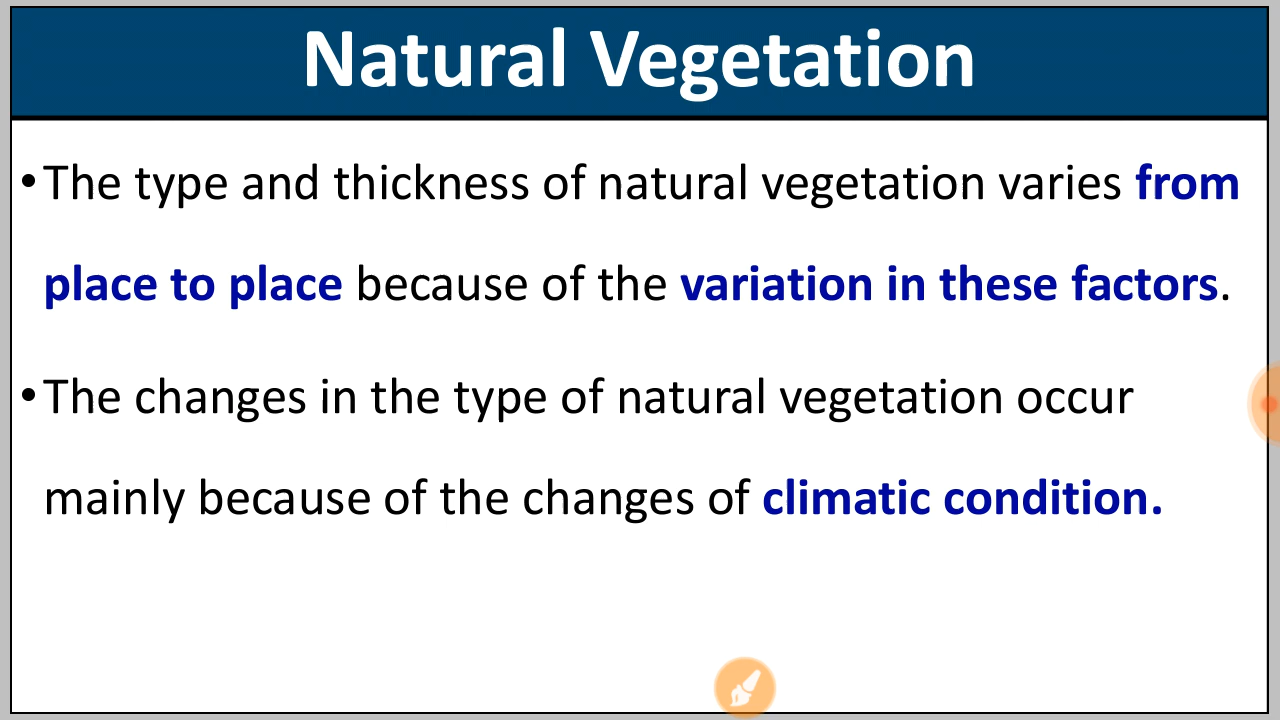 Natural Vegetation
•The type and thickness of natural vegetation varies from
place to place because of the variation in these factors.
•The changes in the type of natural vegetation occur
mainly because of the changes of climatic condition.